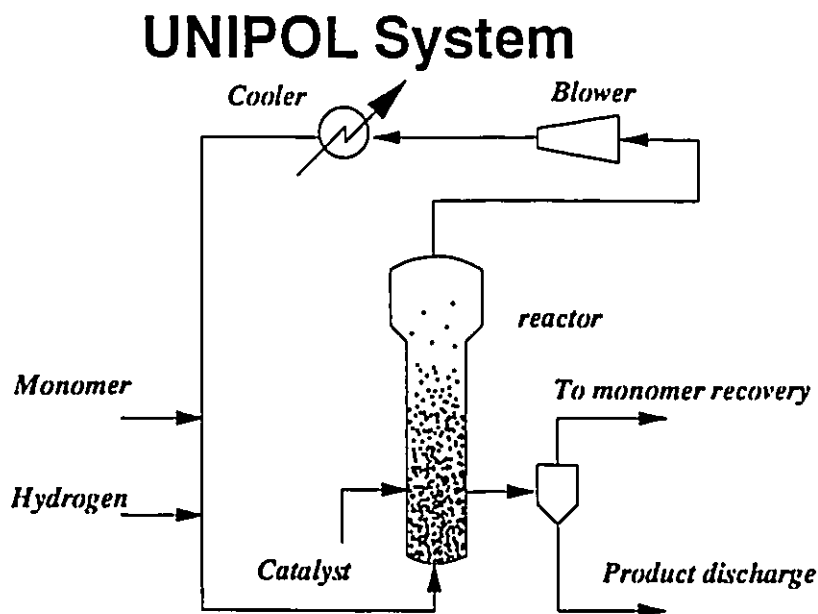 UNIPOL System
Cooler
Blower
reactor
Monomer
To monomer recovery
Hydrogen
Catalyst
Product discharge